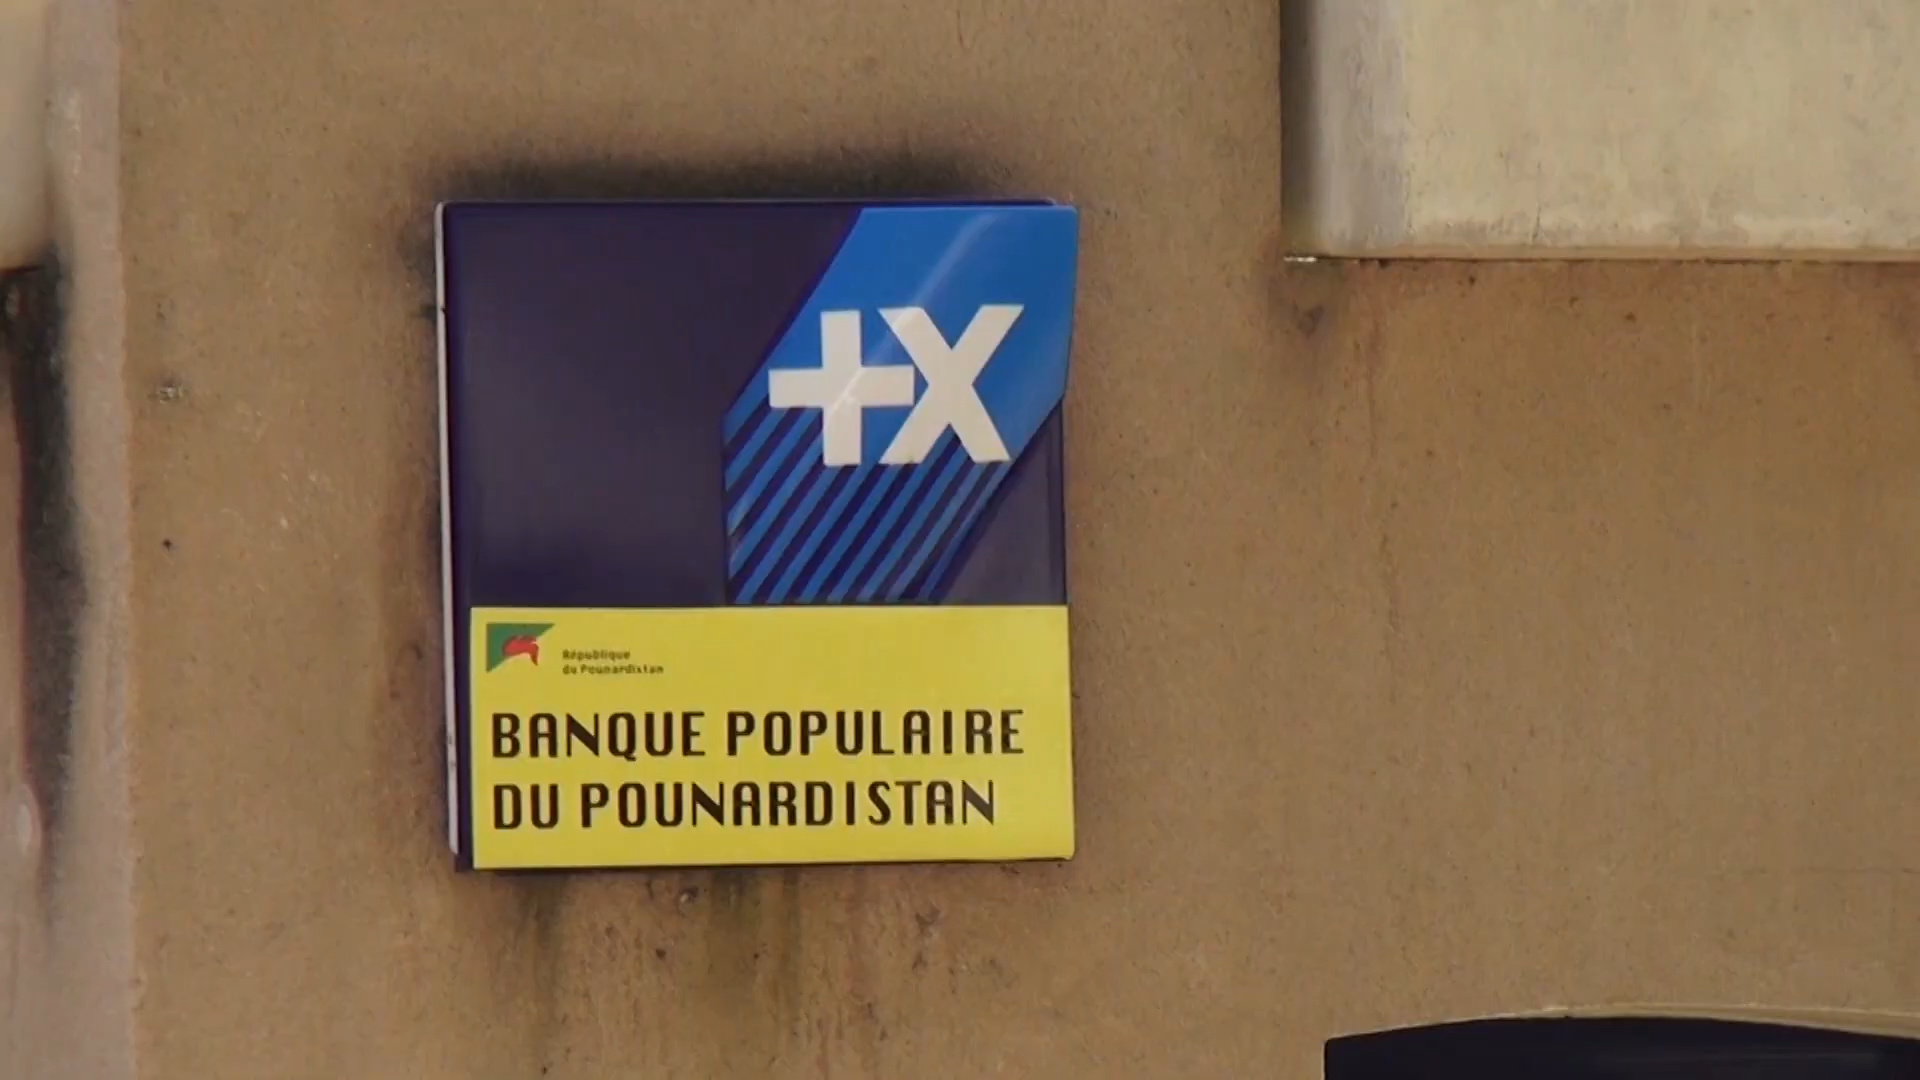 +X
République
du Pounardistan
BANQUE POPULAIRE
DU POUNARDISTAN